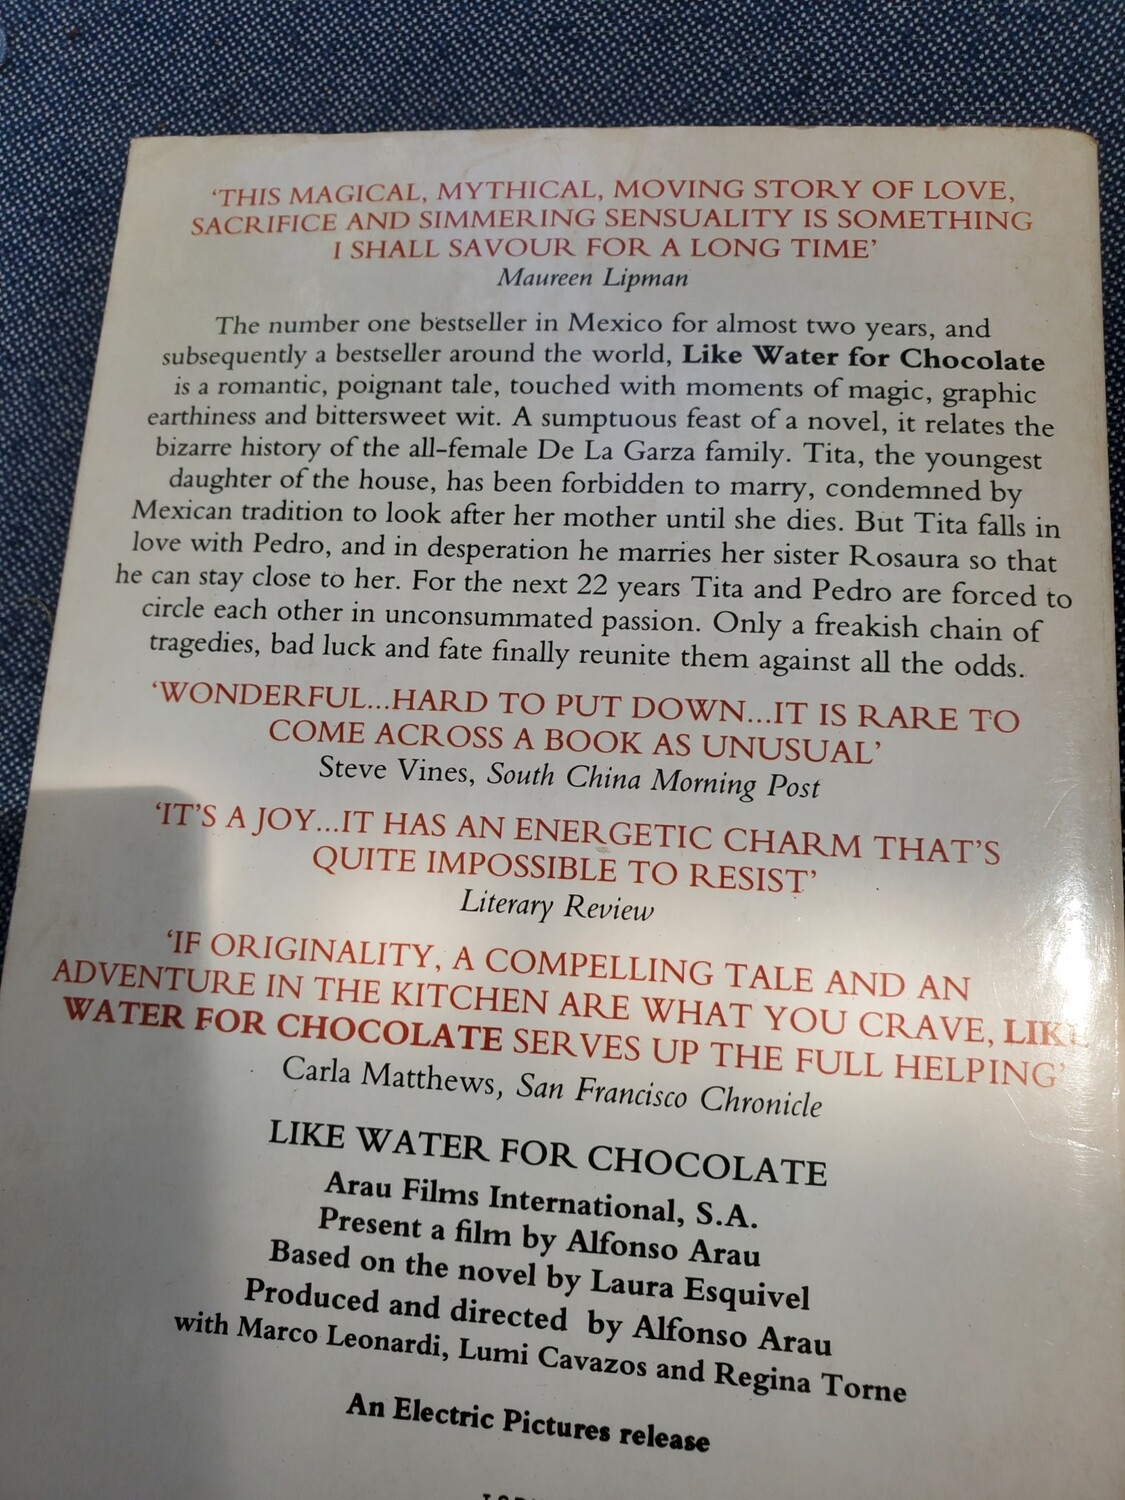 ‘THIS MAGICAL, MYTHICAL, MOVING STORY OF LOVE,
SACRIFICE AND SIMMERING SENSUALITY IS SOMETHING
I SHALL SAVOUR FOR A LONG TIME’
Maureen Lipman
The number one bestseller in Mexico for almost two years, and
subsequently a bestseller around the world, Like Water for Chocolate
is a romantic, poignant tale, touched with moments of magic, graphic
earthiness and bittersweet wit. A sumptuous feast of a novel, it relates the
bizarre history of the all-female De La Garza family. Tita, the youngest
daughter of the house, has been forbidden to marry, condemned by
Mexican tradition to look after her mother until she dies. But Tita falls in
love with Pedro, and in desperation he marries her sister Rosaura so that
he can stay close to her. For the next 22 years Tita and Pedro are forced to
circle each other in unconsummated passion. Only a freakish chain of
tragedies, bad luck and fate finally reunite them against all the odds.
‘WONDERFUL...HARD TO PUT DOWN...IT IS RARE TO
COME ACROSS A BOOK AS UNUSUAL’
Steve Vines, South China Morning Post
‘IT’S A JOY...IT HAS AN ENERGETIC CHARM THAT’S
QUITE IMPOSSIBLE TO RESIST’
Literary Review
‘IF ORIGINALITY, A COMPELLING TALE AND AN
ADVENTURE IN THE KITCHEN ARE WHAT YOU CRAVE, LIKE
WATER FOR CHOCOLATE SERVES UP THE FULL HELPING’
Carla Matthews, San Francisco Chronicle
LIKE WATER FOR CHOCOLATE
Arau Films International, S.A.
Present a film by Alfonso Arau
Based on the novel by Laura Esquivel
Produced and directed by Alfonso Arau
with Marco Leonardi, Lumi Cavazos and Regina Torne
An Electric Pictures release